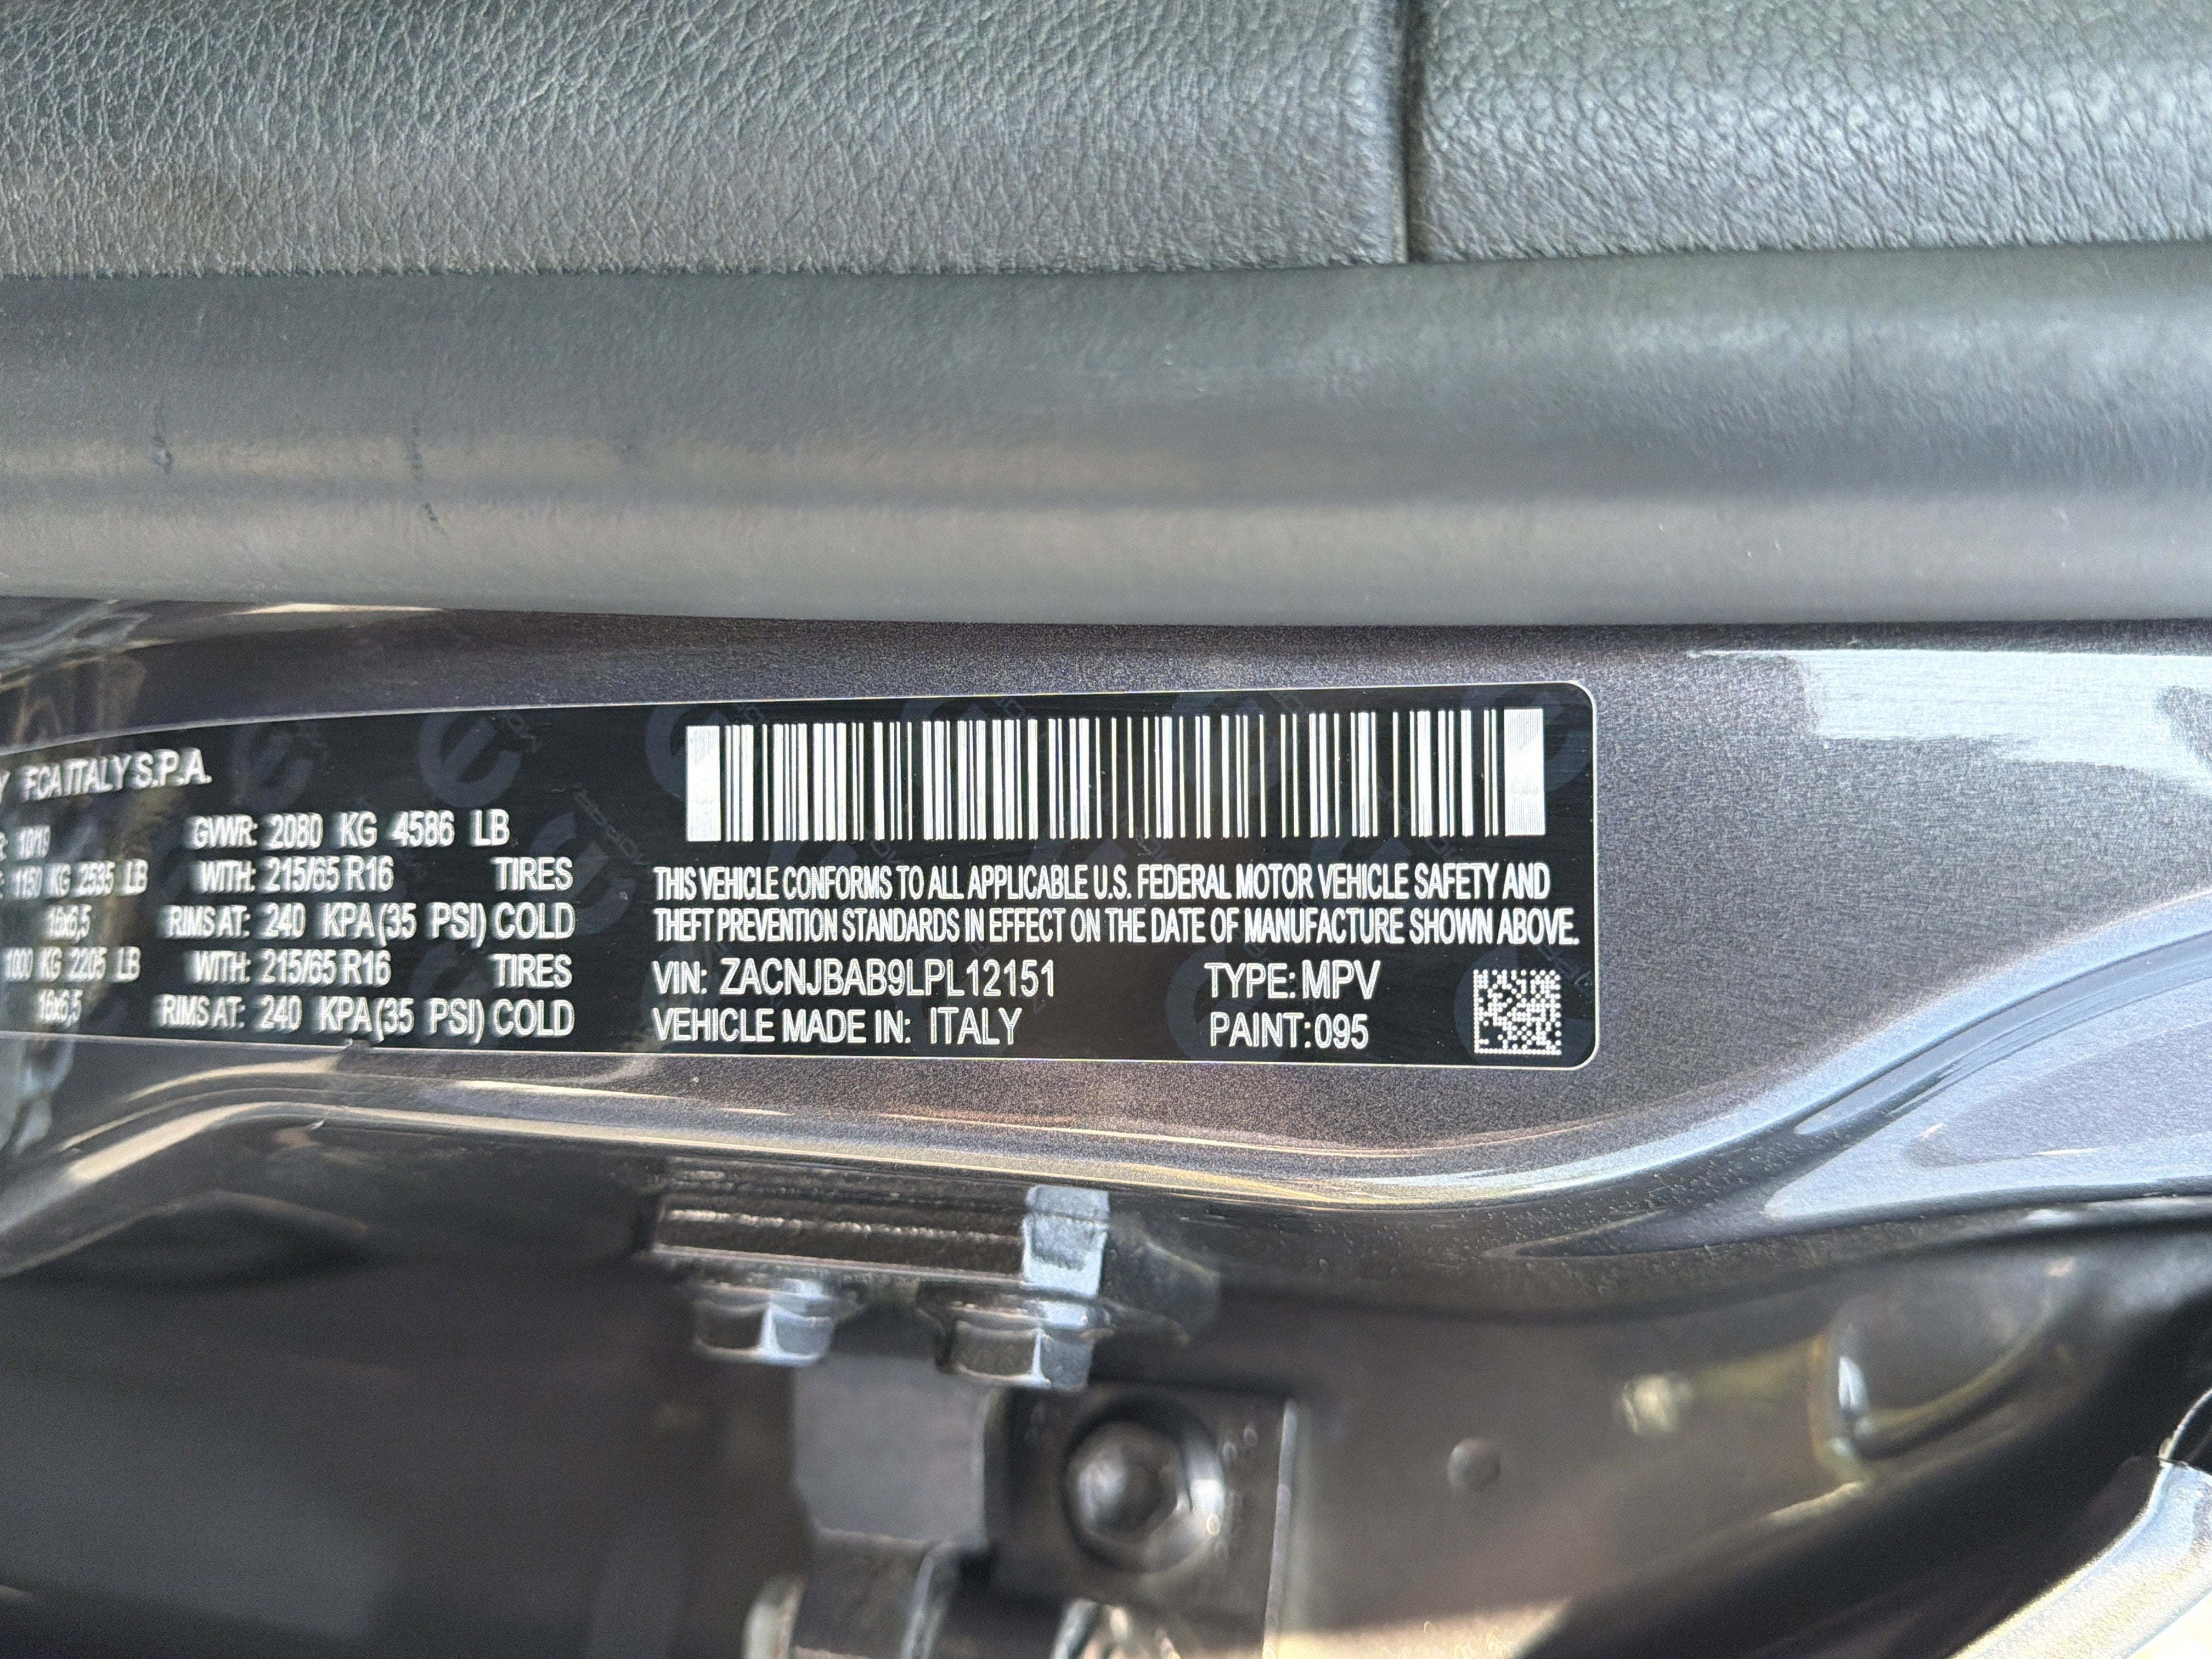 Y FCA ITALY S.P.A.
R: 10/19 GVWR: 2080 KG 4586 LB
: 1150 KG 2535 LB WITH: 215/65 R16 TIRES
16x6,5 RIMS AT: 240 KPA (35 PSI) COLD
1000 KG 2205 LB WITH: 215/65 R16 TIRES
16x6,5 RIMS AT: 240 KPA (35 PSI) COLD
THIS VEHICLE CONFORMS TO ALL APPLICABLE U.S. FEDERAL MOTOR VEHICLE SAFETY AND
THEFT PREVENTION STANDARDS IN EFFECT ON THE DATE OF MANUFACTURE SHOWN ABOVE.
VIN: ZACNJBAB9LPL12151 TYPE: MPV
VEHICLE MADE IN: ITALY PAINT: 095